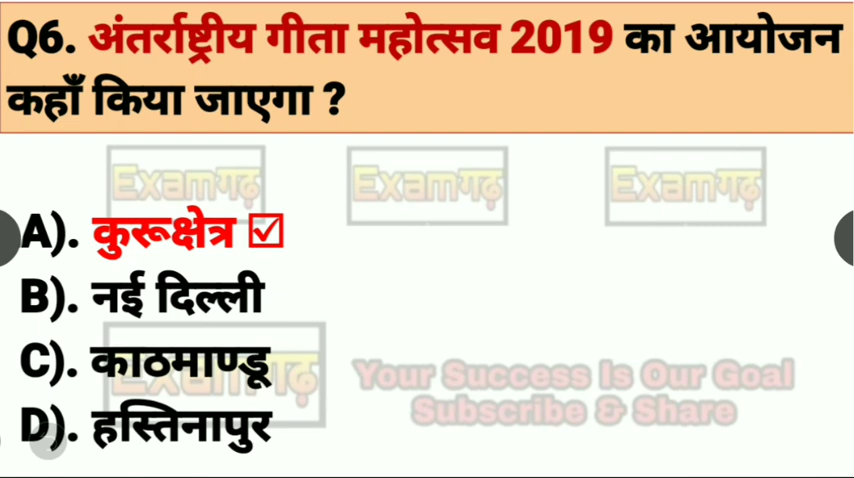 Q6. अंतर्राष्ट्रीय गीता महोत्सव 2019 का आयोजन
कहाँ किया जाएगा ?
Examगढ़ Examगढ़ Examगढ़
A). कुरूक्षेत्र ☑
B). नई दिल्ली
C). काठमाण्डू
Examगढ़
Your Success Is Our Goal
Subscribe & Share
D). हस्तिनापुर